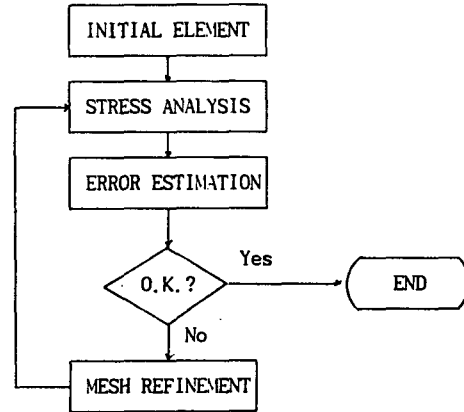 INITIAL ELEMENT
STRESS ANALYSIS
ERROR ESTIMATION
O.K.?
Yes
END
No
MESH REFINEMENT